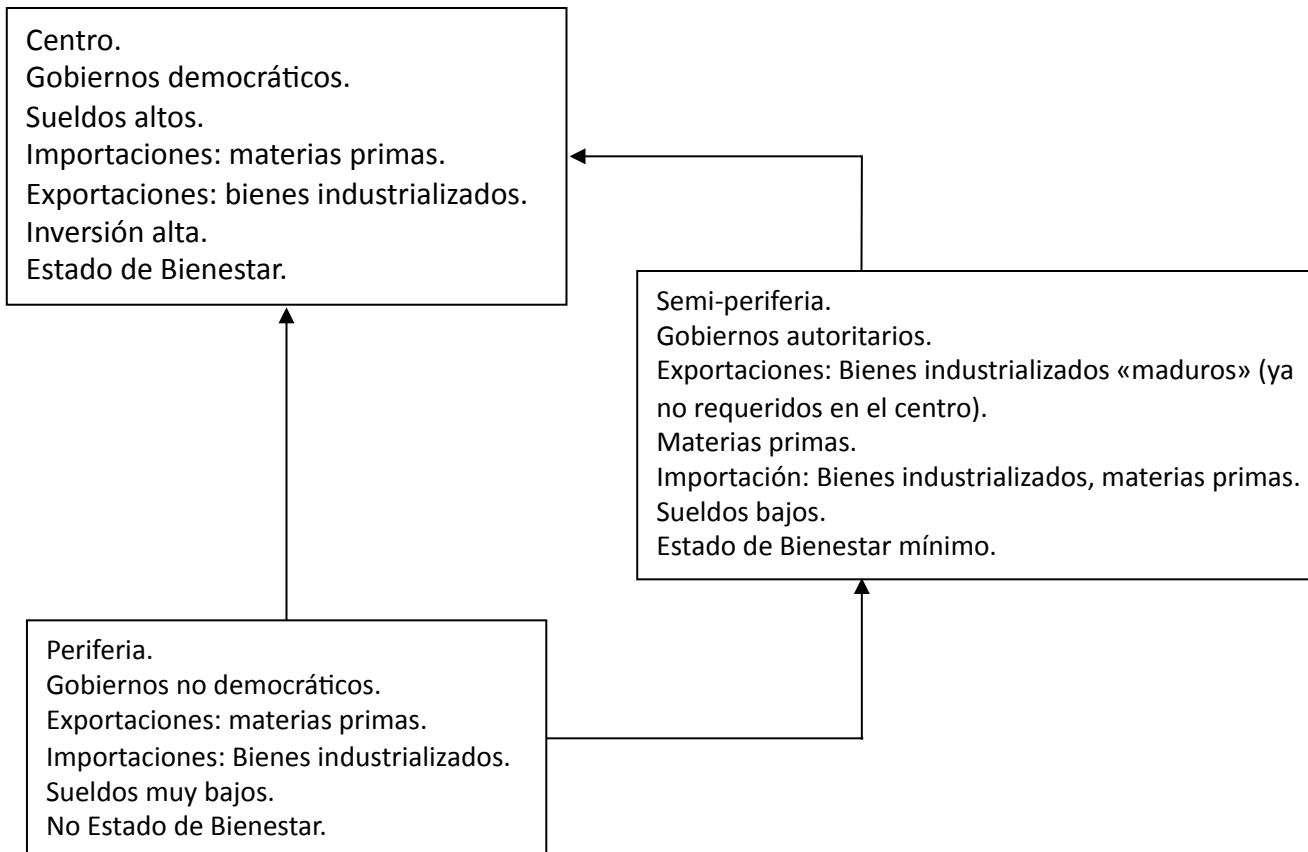 Centro.
Gobiernos democráticos.
Sueldos altos.
Importaciones: materias primas.
Exportaciones: bienes industrializados.
Inversión alta.
Estado de Bienestar.
Semi-periferia.
Gobiernos autoritarios.
Exportaciones: Bienes industrializados «maduros» (ya
no requeridos en el centro).
Materias primas.
Importación: Bienes industrializados, materias primas.
Sueldos bajos.
Estado de Bienestar mínimo.
Periferia.
Gobiernos no democráticos.
Exportaciones: materias primas.
Importaciones: Bienes industrializados.
Sueldos muy bajos.
No Estado de Bienestar.